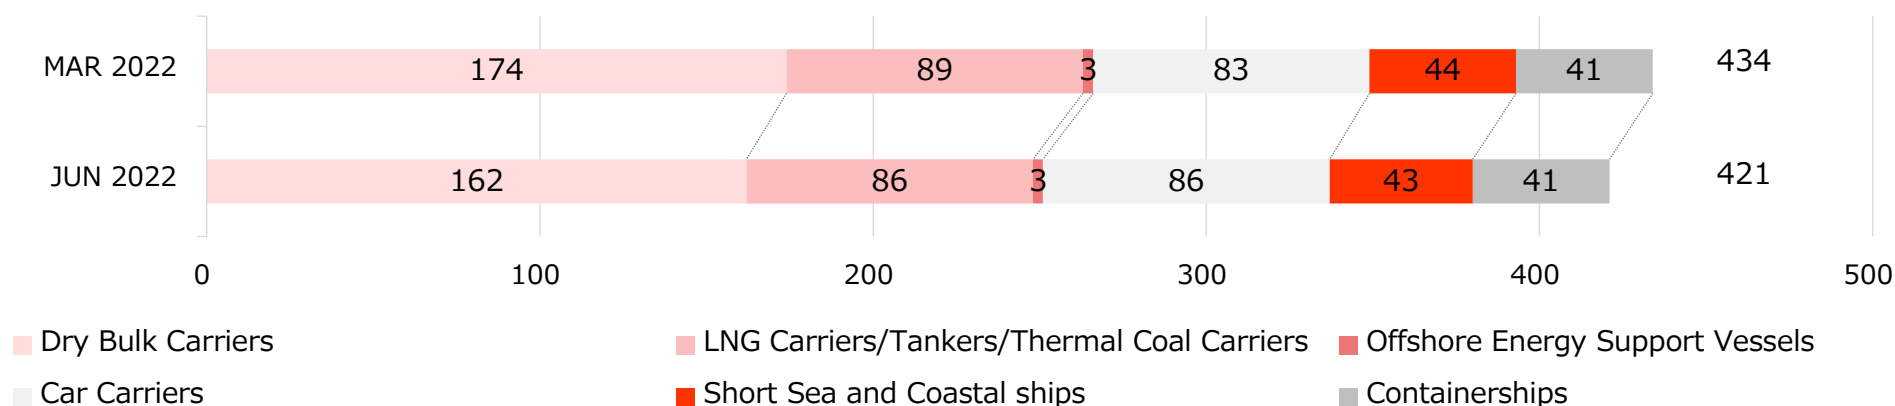 MAR 2022 174 89 3 83 44 41 434
JUN 2022 162 86 3 86 43 41 421
0 100 200 300 400 500
Dry Bulk Carriers LNG Carriers/Tankers/Thermal Coal Carriers Offshore Energy Support Vessels
Car Carriers Short Sea and Coastal ships Containerships